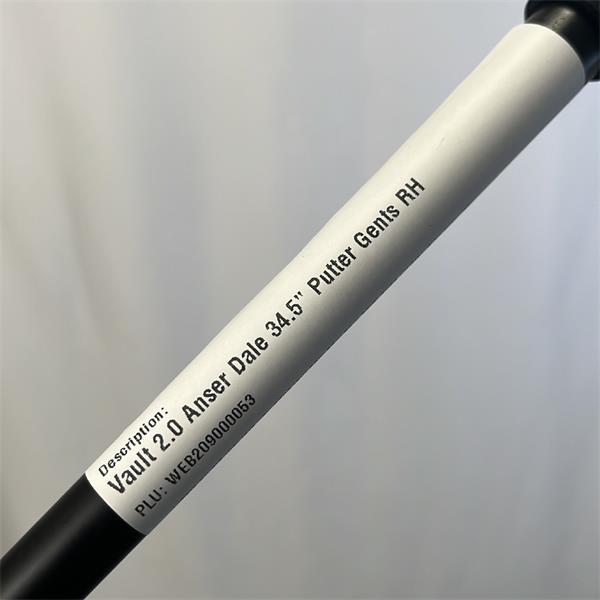 Description:
Vault 2.0 Anser Dale 34.5" Putter Gents RH
PLU: WEB209000053